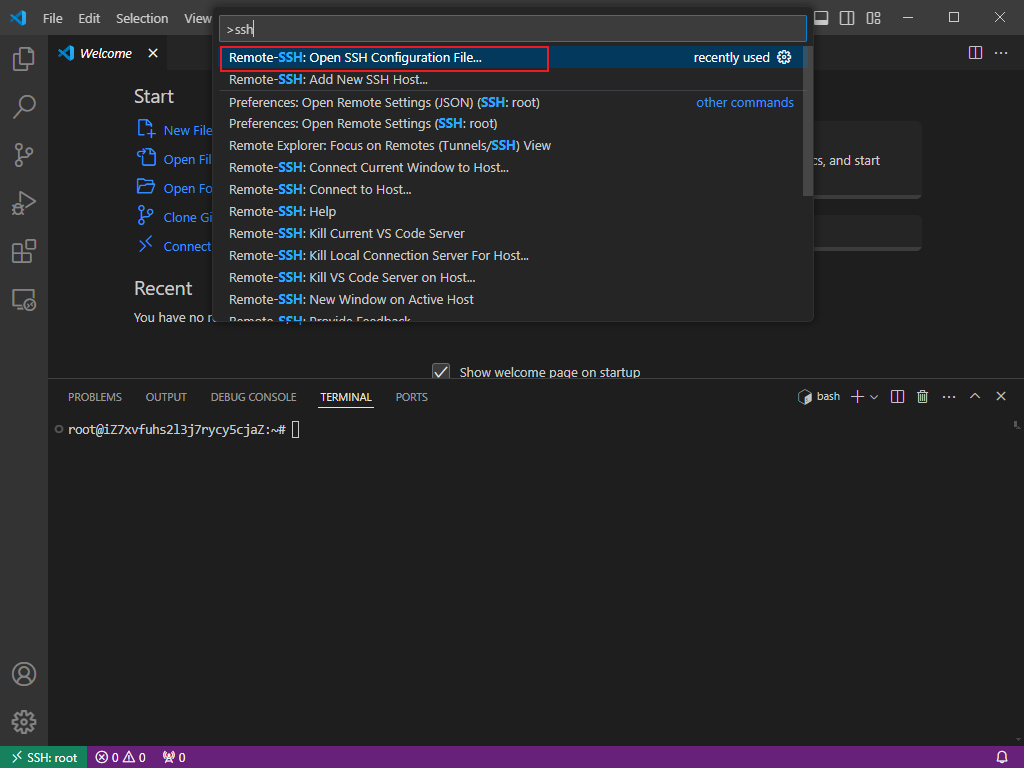 File Edit Selection View
>ssh
Welcome
Remote-SSH: Open SSH Configuration File... recently used
Remote-SSH: Add New SSH Host...
Preferences: Open Remote Settings (JSON) (SSH: root) other commands
Preferences: Open Remote Settings (SSH: root)
Remote Explorer: Focus on Remotes (Tunnels/SSH) View
Remote-SSH: Connect Current Window to Host...
Remote-SSH: Connect to Host...
Remote-SSH: Help
Remote-SSH: Kill Current VS Code Server
Remote-SSH: Kill Local Connection Server For Host...
Remote-SSH: Kill VS Code Server on Host...
Remote-SSH: New Window on Active Host
Remote-SSH: Provide Feedback
Start
New File
Open Fil
Open Fo
Clone Gi
Connect
cs, and start
Recent
You have no r
Show welcome page on startup
PROBLEMS OUTPUT DEBUG CONSOLE TERMINAL PORTS bash
root@iZ7xvfuhs2l3j7rycy5cjaZ:~#
SSH: root 0 0 0